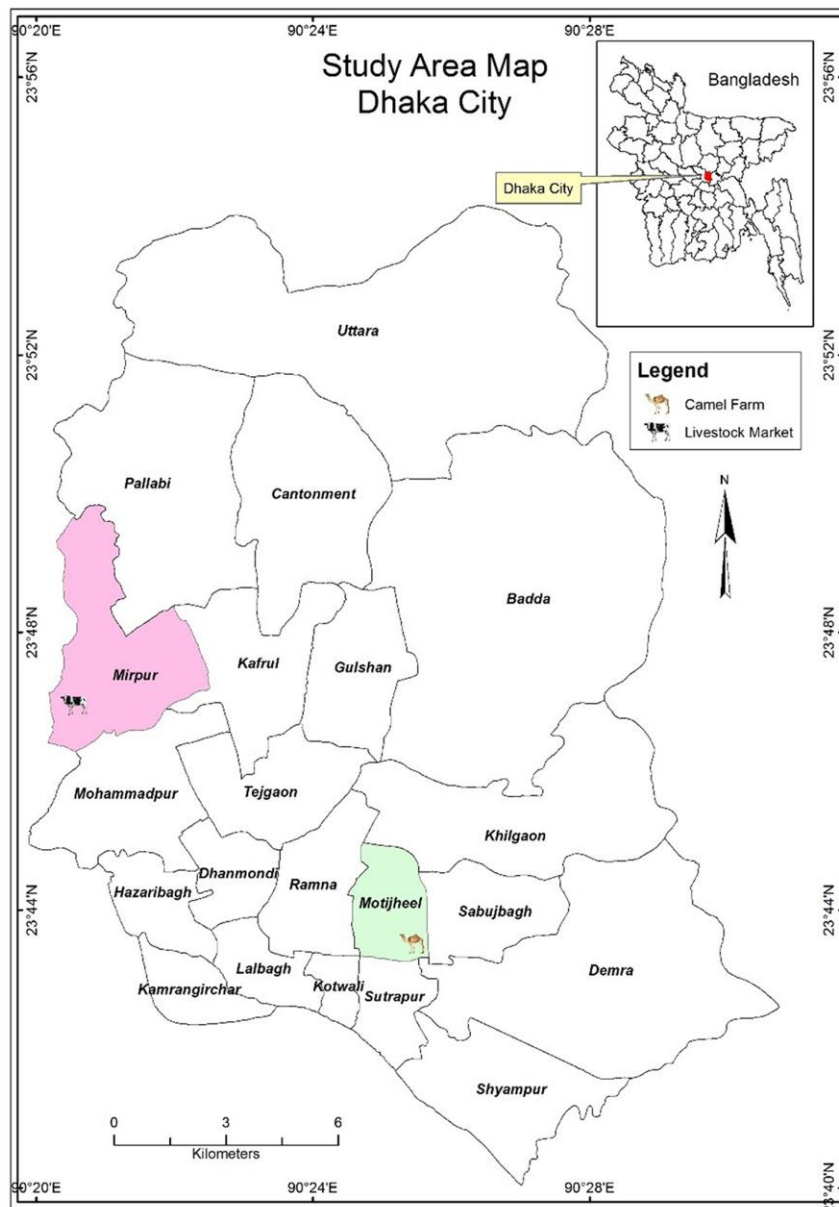 90°20'E
90°24'E
90°28'E
23°56'N
23°56'N
Study Area Map
Dhaka City
Bangladesh
Dhaka City
Uttara
23°52'N
23°52'N
Legend
Camel Farm
Livestock Market
N
Pallabi
Cantonment
Badda
23°48'N
23°48'N
Mirpur
Kafrul
Gulshan
Mohammadpur
Tejgaon
Khilgaon
Dhanmondi
Hazaribagh
Ramna
Motijheel
Sabujbagh
23°44'N
23°44'N
Lalbagh
Kamrangirchar
Kotwali
Sutrapur
Demra
Shyampur
0 3 6
Kilometers
90°20'E
90°24'E
90°28'E
23°40'N